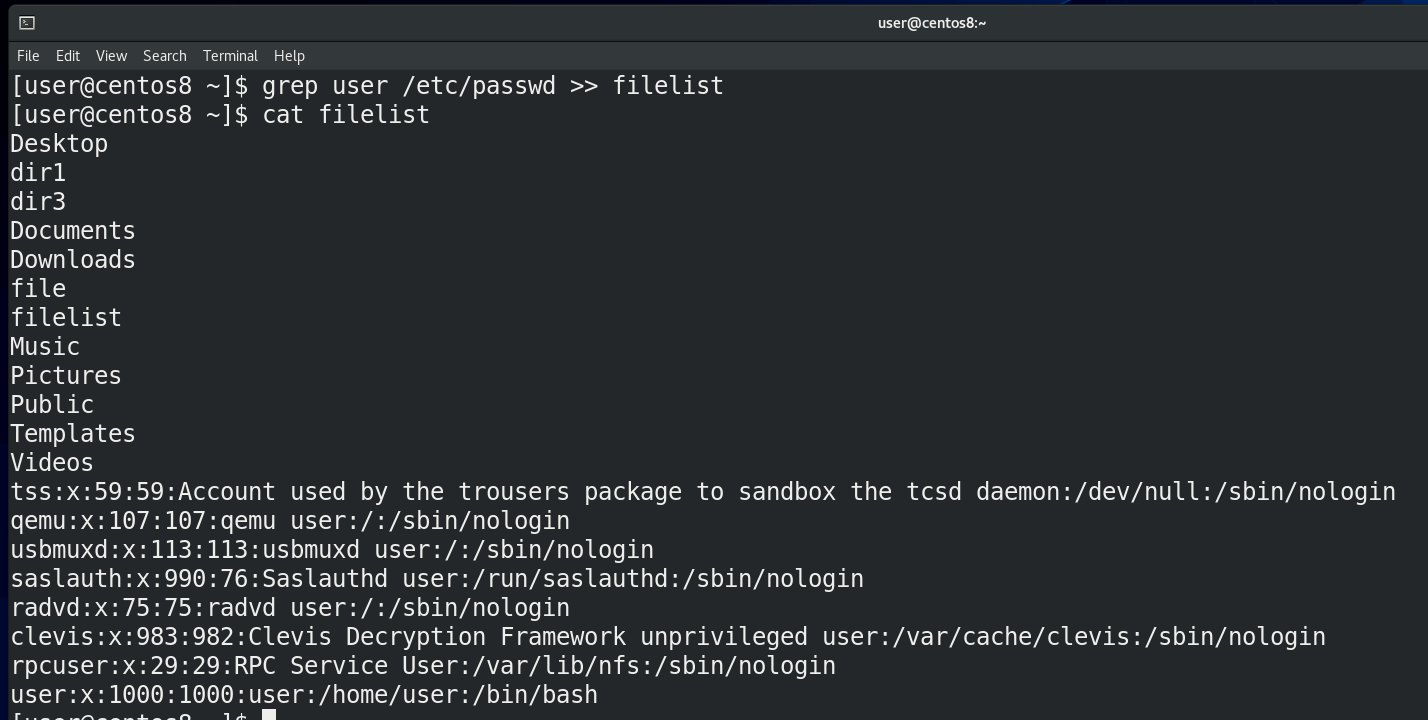 user@centos8:~
File Edit View Search Terminal Help
[user@centos8 ~]$ grep user /etc/passwd >> filelist
[user@centos8 ~]$ cat filelist
Desktop
dir1
dir3
Documents
Downloads
file
filelist
Music
Pictures
Public
Templates
Videos
tss:x:59:59:Account used by the trousers package to sandbox the tcsd daemon:/dev/null:/sbin/nologin
qemu:x:107:107:qemu user:/:/sbin/nologin
usbmuxd:x:113:113:usbmuxd user:/:/sbin/nologin
saslauth:x:990:76:Saslauthd user:/run/saslauthd:/sbin/nologin
radvd:x:75:75:radvd user:/:/sbin/nologin
clevis:x:983:982:Clevis Decryption Framework unprivileged user:/var/cache/clevis:/sbin/nologin
rpcuser:x:29:29:RPC Service User:/var/lib/nfs:/sbin/nologin
user:x:1000:1000:user:/home/user:/bin/bash
[user@centos8 ~]$